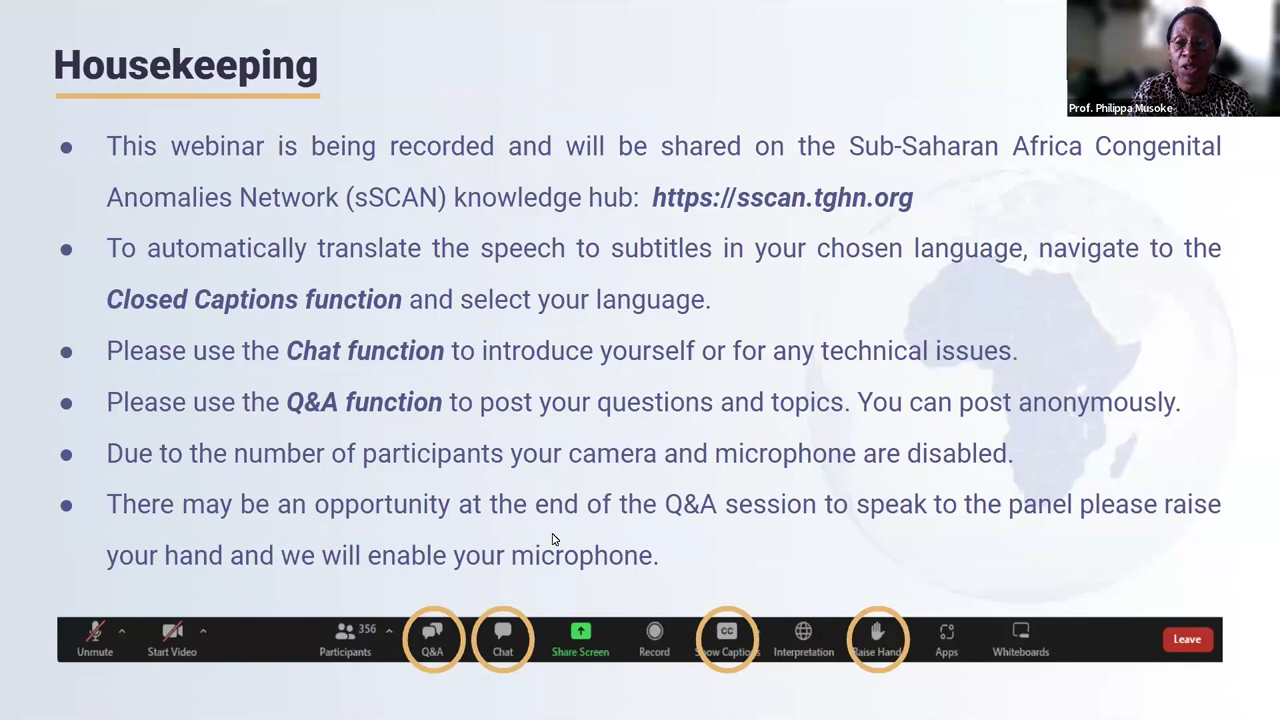 Housekeeping
Prof. Philippa Musoke
● This webinar is being recorded and will be shared on the Sub-Saharan Africa Congenital
Anomalies Network (sSCAN) knowledge hub: https://sscan.tghn.org
● To automatically translate the speech to subtitles in your chosen language, navigate to the
Closed Captions function and select your language.
● Please use the Chat function to introduce yourself or for any technical issues.
● Please use the Q&A function to post your questions and topics. You can post anonymously.
● Due to the number of participants your camera and microphone are disabled.
● There may be an opportunity at the end of the Q&A session to speak to the panel please raise
your hand and we will enable your microphone.
356
CC
Unmute Start Video Participants Q&A Chat Share Screen Record Show Captions Interpretation Raise Hand Apps Whiteboards Leave